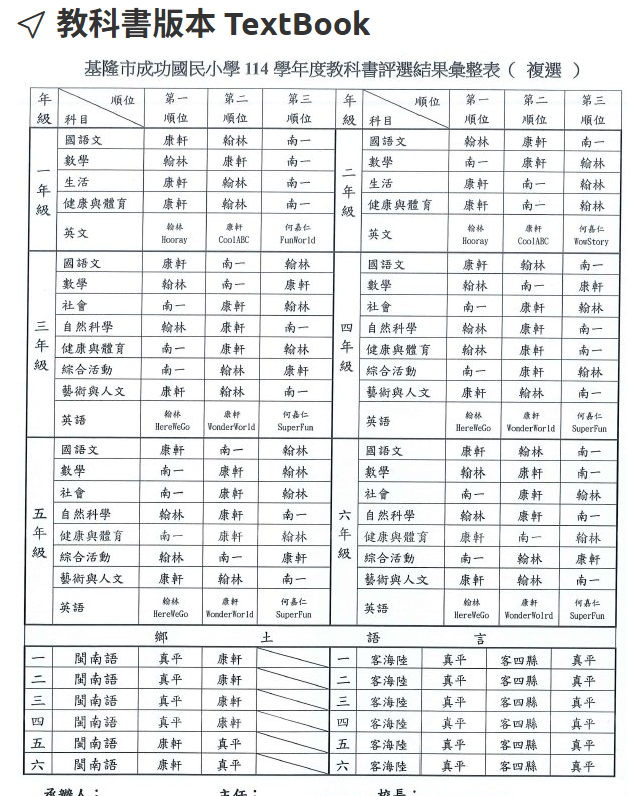 教科書版本 TextBook
基隆市成功國民小學 114 學年度教科書評選結果彙整表（ 複選 ）
年級 順位 科目 第一順位 第二順位 第三順位 年級 順位 科目 第一順位 第二順位 第三順位
一年級 國語文 康軒 翰林 南一 二年級 國語文 翰林 康軒 南一
數學 翰林 康軒 南一 數學 南一 康軒 翰林
生活 康軒 翰林 南一 生活 康軒 南一 翰林
健康與體育 康軒 翰林 南一 健康與體育 康軒 南一 翰林
英文 翰林 Hooray 康軒 CoolABC 何嘉仁 FunWorld 英文 翰林 Hooray 康軒 CoolABC 何嘉仁 WowStory
三年級 國語文 康軒 南一 翰林 四年級 國語文 康軒 翰林 南一
數學 翰林 南一 康軒 數學 翰林 南一 康軒
社會 南一 康軒 翰林 社會 南一 康軒 翰林
自然科學 翰林 康軒 南一 自然科學 翰林 康軒 南一
健康與體育 南一 康軒 翰林 健康與體育 翰林 康軒 南一
綜合活動 南一 翰林 康軒 綜合活動 南一 康軒 翰林
藝術與人文 康軒 翰林 南一 藝術與人文 康軒 翰林 南一
英語 翰林 HereWeGo 康軒 WonderWorld 何嘉仁 SuperFun 英語 翰林 HereWeGo 康軒 WonderWorld 何嘉仁 SuperFun
五年級 國語文 康軒 南一 翰林 六年級 國語文 康軒 翰林 南一
數學 南一 康軒 翰林 數學 翰林 康軒 南一
社會 南一 康軒 翰林 社會 南一 康軒 翰林
自然科學 翰林 康軒 南一 自然科學 翰林 康軒 南一
健康與體育 南一 康軒 翰林 健康與體育 康軒 南一 翰林
綜合活動 翰林 南一 康軒 綜合活動 南一 翰林 康軒
藝術與人文 康軒 翰林 南一 藝術與人文 康軒 翰林 南一
英語 翰林 HereWeGo 康軒 WonderWorld 何嘉仁 SuperFun 英語 翰林 HereWeGo 康軒 WonderWolrd 何嘉仁 SuperFun
鄉 土 語 言
一 閩南語 真平 康軒 一 客海陸 真平 客四縣 真平
二 閩南語 真平 康軒 二 客海陸 真平 客四縣 真平
三 閩南語 真平 康軒 三 客海陸 真平 客四縣 真平
四 閩南語 真平 康軒 四 客海陸 真平 客四縣 真平
五 閩南語 康軒 真平 五 客海陸 真平 客四縣 真平
六 閩南語 康軒 真平 六 客海陸 真平 客四縣 真平
承辦人： 主任： 校長：